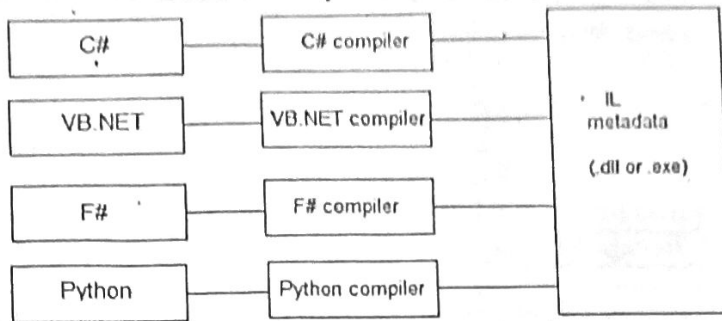 C#
C# compiler
VB.NET
VB.NET compiler
IL
metadata
(.dll or .exe)
F#
F# compiler
Python
Python compiler